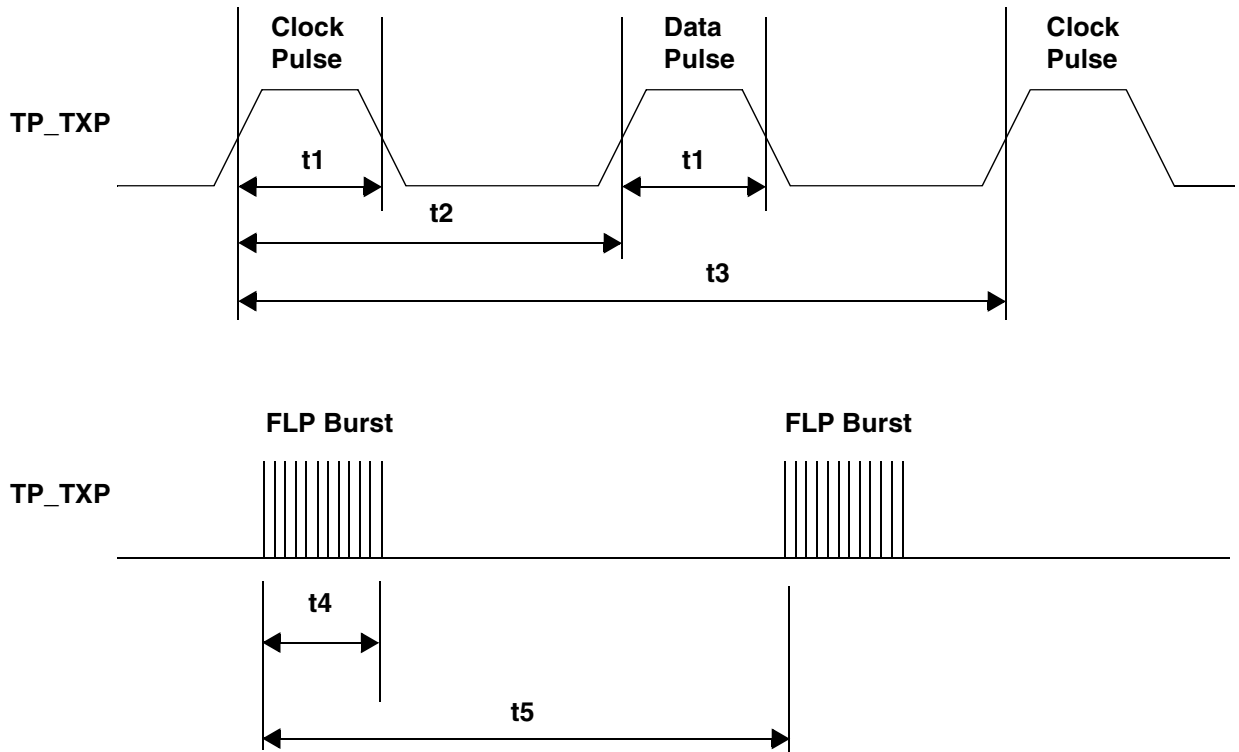 Clock
Pulse
Data
Pulse
Clock
Pulse
TP_TXP
t1
t1
t2
t3
FLP Burst
FLP Burst
TP_TXP
t4
t5